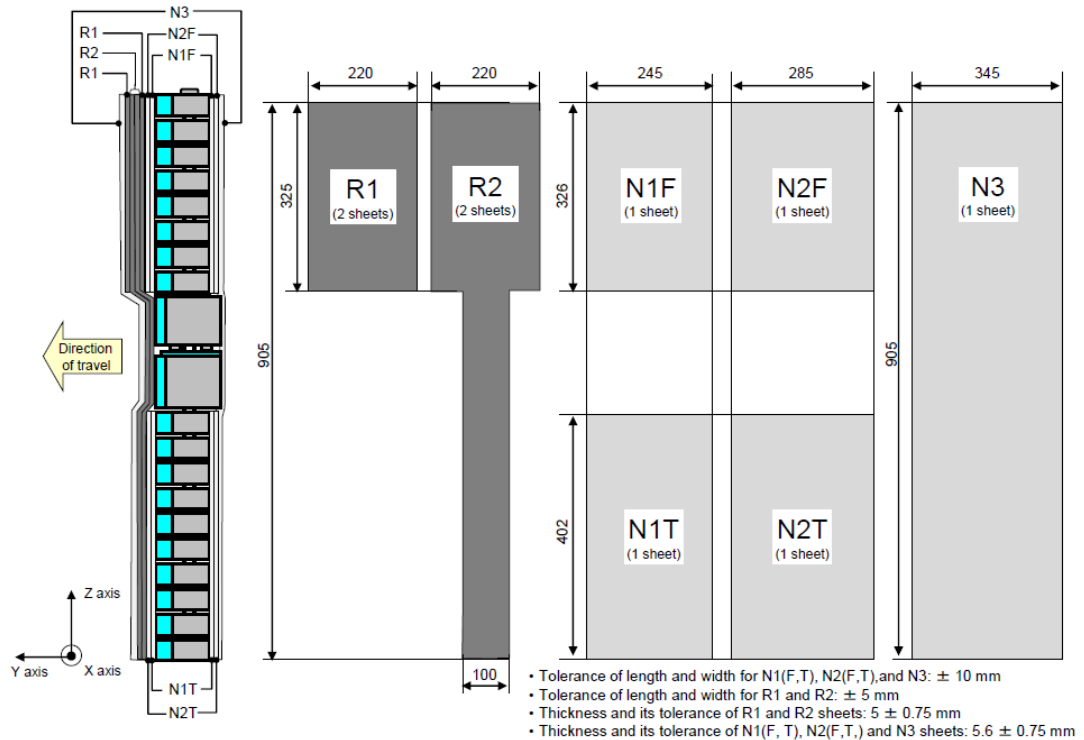 N3
R1
N2F
R2
N1F
R1
220
220
245
285
345
325
R1
(2 sheets)
R2
(2 sheets)
326
N1F
(1 sheet)
N2F
(1 sheet)
N3
(1 sheet)
Direction
of travel
905
905
402
N1T
(1 sheet)
N2T
(1 sheet)
Z axis
Y axis
X axis
100
N1T
N2T
• Tolerance of length and width for N1(F,T), N2(F,T),and N3: ± 10 mm
• Tolerance of length and width for R1 and R2: ± 5 mm
• Thickness and its tolerance of R1 and R2 sheets: 5 ± 0.75 mm
• Thickness and its tolerance of N1(F, T), N2(F,T,) and N3 sheets: 5.6 ± 0.75 mm